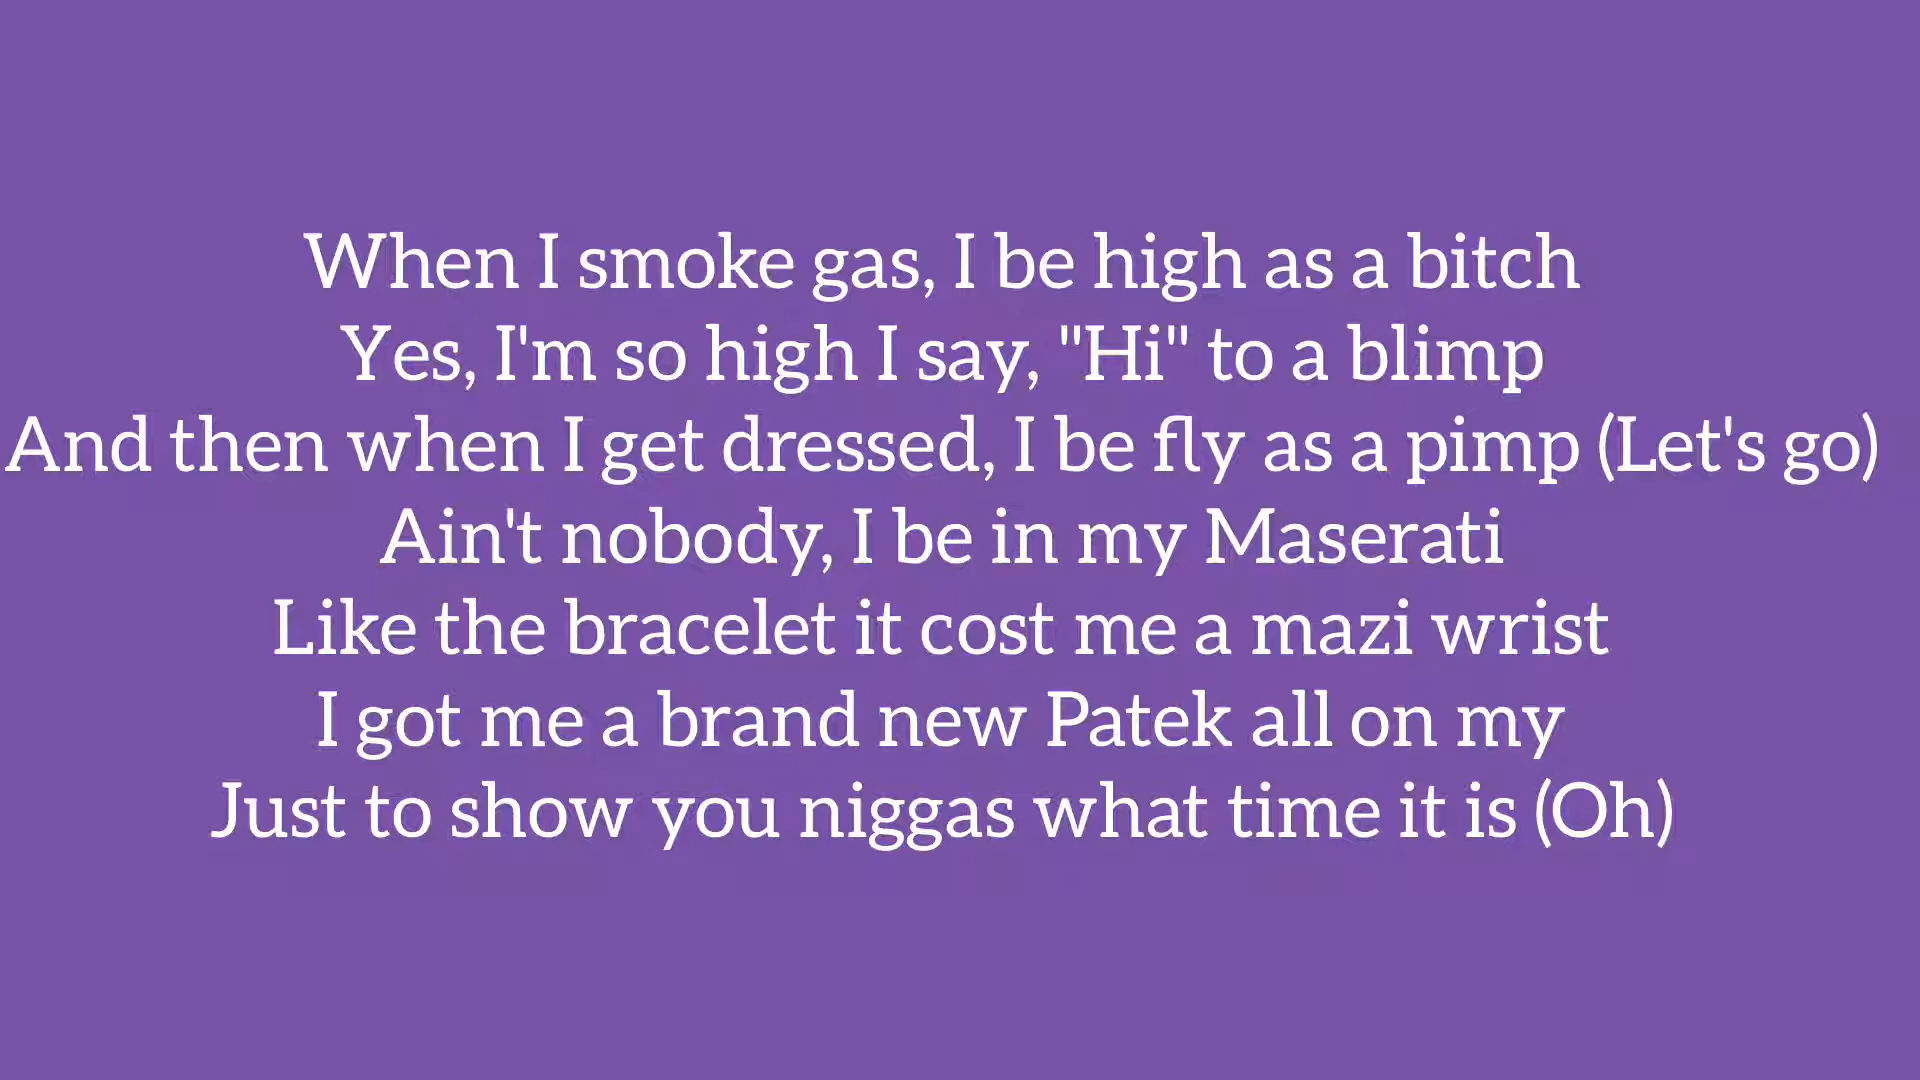 When I smoke gas, I be high as a bitch
Yes, I'm so high I say, "Hi" to a blimp
And then when I get dressed, I be fly as a pimp (Let's go)
Ain't nobody, I be in my Maserati
Like the bracelet it cost me a mazi wrist
I got me a brand new Patek all on my
Just to show you niggas what time it is (Oh)